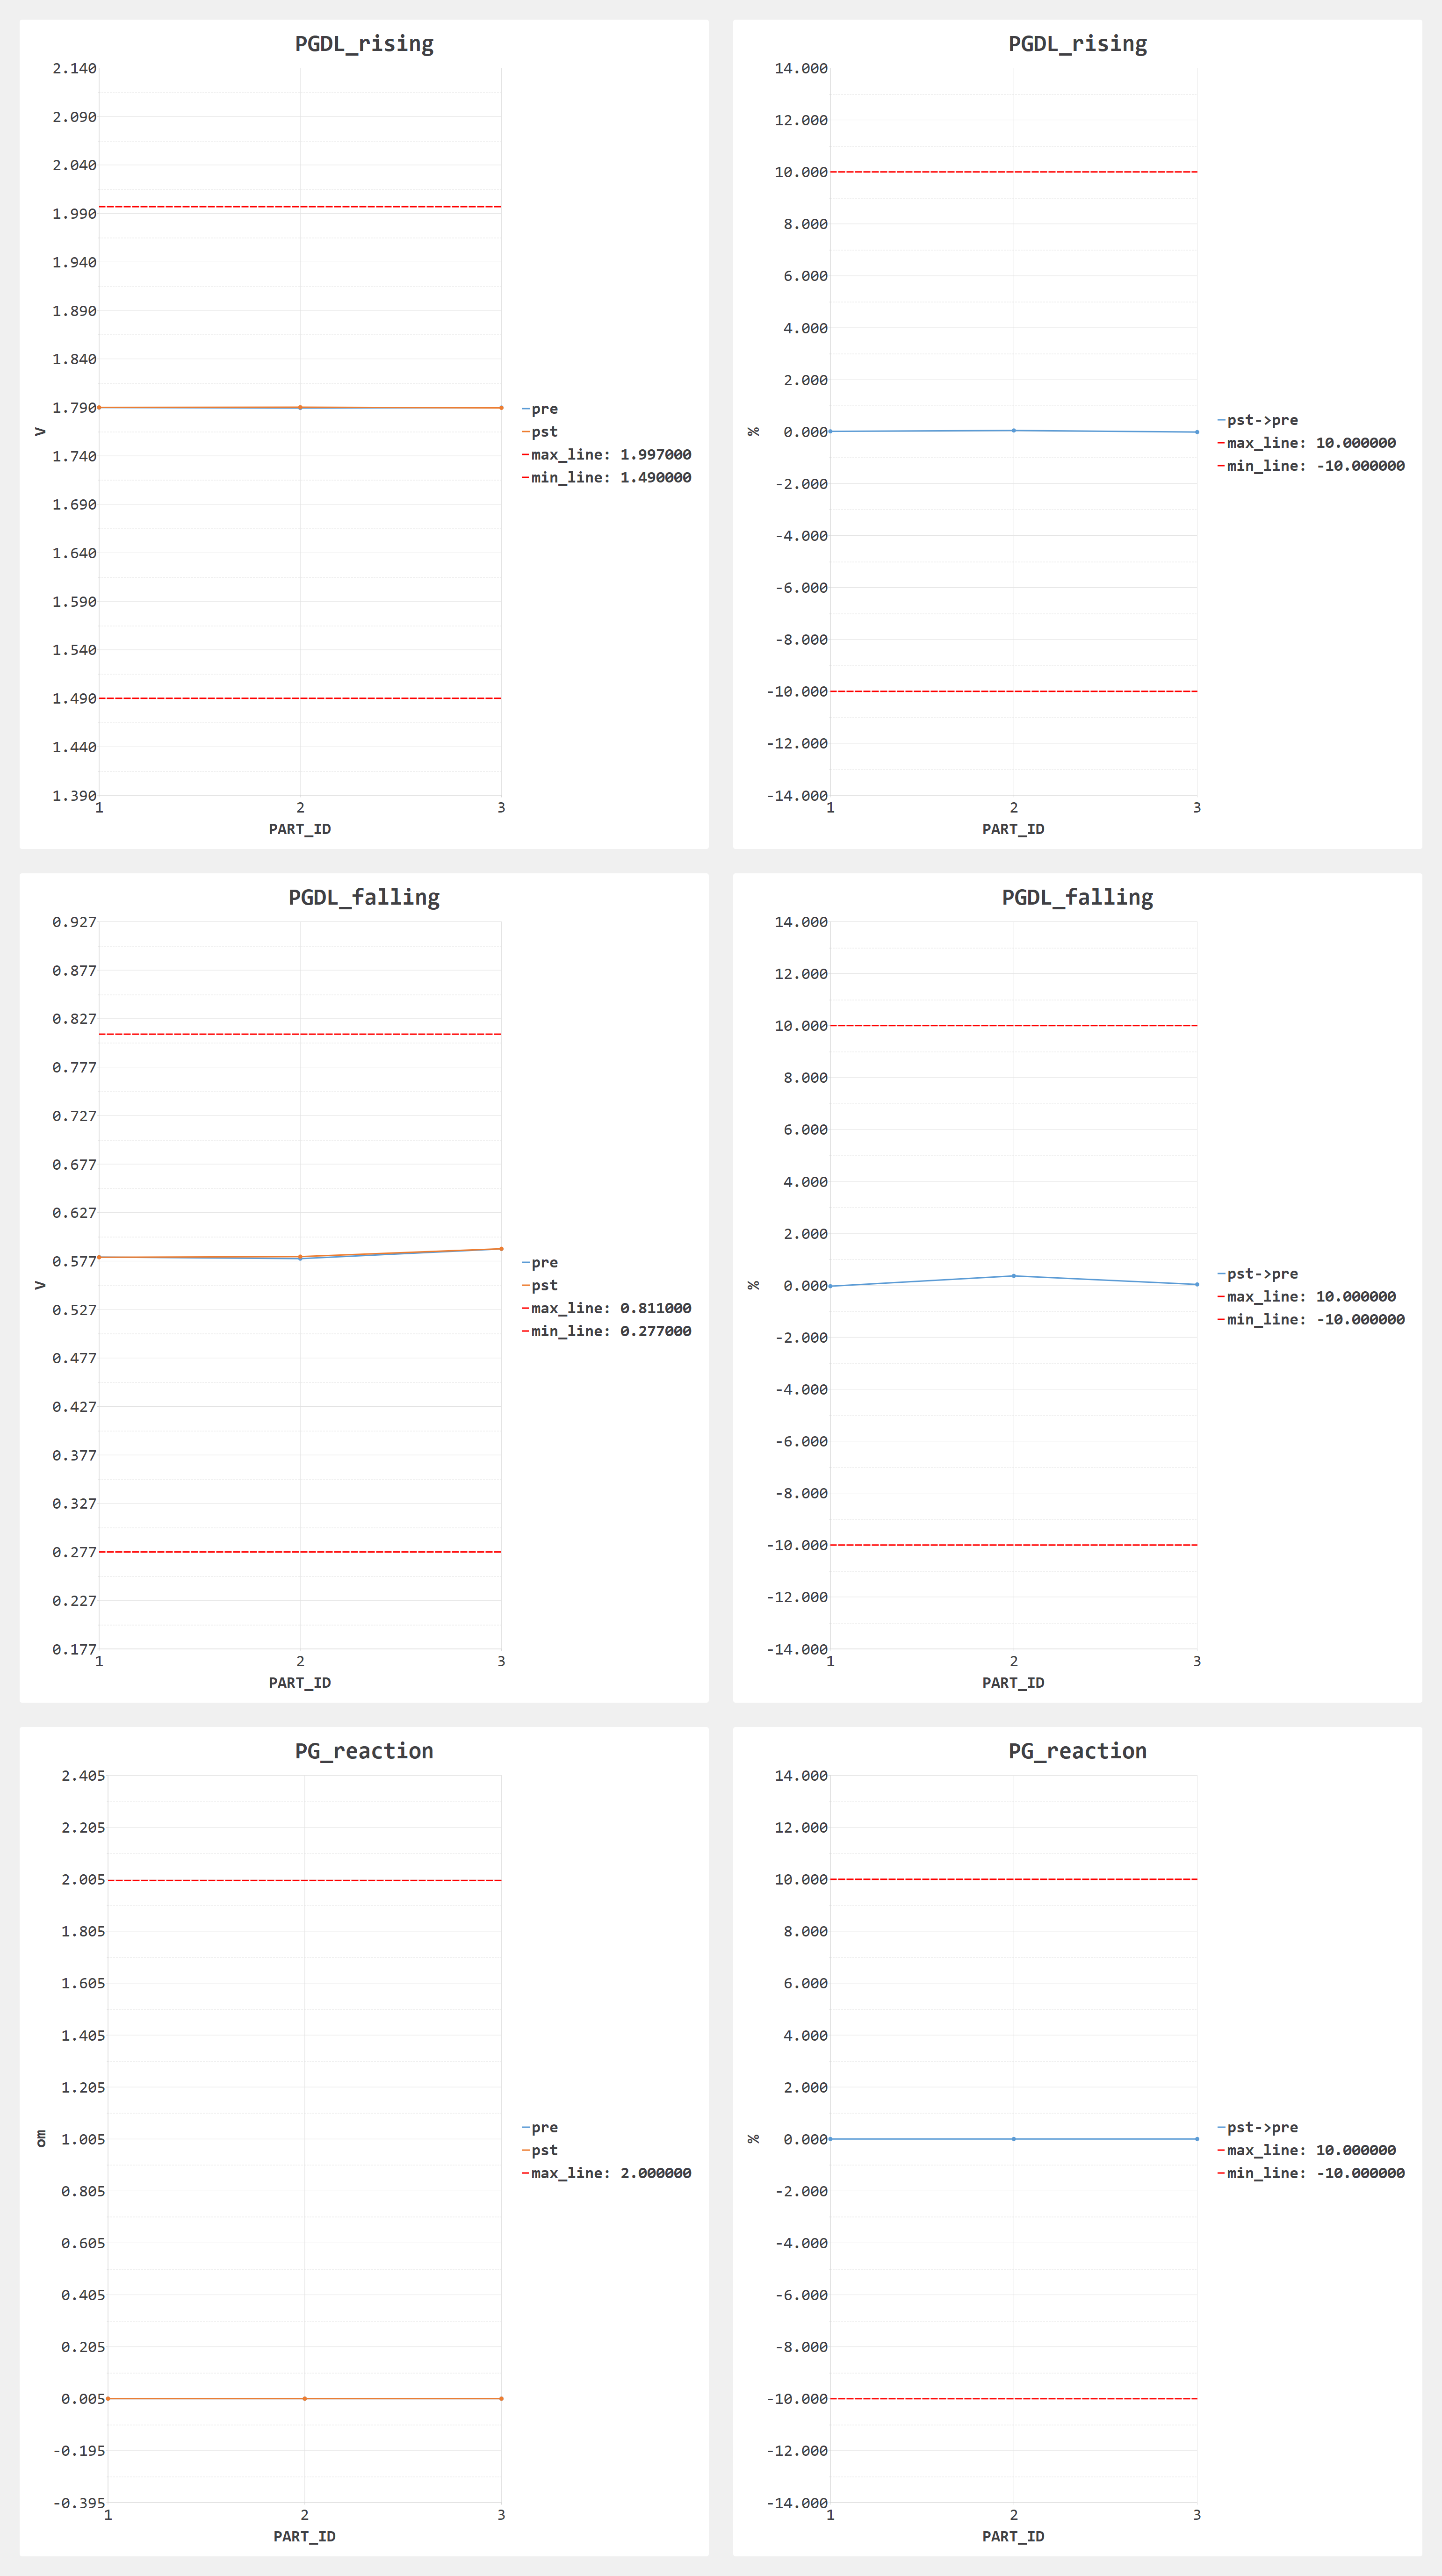 PGDL_rising
2.140
2.090
2.040
1.990
1.940
1.890
1.840
1.790
1.740
1.690
1.640
1.590
1.540
1.490
1.440
1.390
V
1 2 3
PART_ID
pre
pst
max_line: 1.997000
min_line: 1.490000
PGDL_rising
14.000
12.000
10.000
8.000
6.000
4.000
2.000
0.000
-2.000
-4.000
-6.000
-8.000
-10.000
-12.000
-14.000
%
1 2 3
PART_ID
pst->pre
max_line: 10.000000
min_line: -10.000000
PGDL_falling
0.927
0.877
0.827
0.777
0.727
0.677
0.627
0.577
0.527
0.477
0.427
0.377
0.327
0.277
0.227
0.177
V
1 2 3
PART_ID
pre
pst
max_line: 0.811000
min_line: 0.277000
PGDL_falling
14.000
12.000
10.000
8.000
6.000
4.000
2.000
0.000
-2.000
-4.000
-6.000
-8.000
-10.000
-12.000
-14.000
%
1 2 3
PART_ID
pst->pre
max_line: 10.000000
min_line: -10.000000
PG_reaction
2.405
2.205
2.005
1.805
1.605
1.405
1.205
1.005
0.805
0.605
0.405
0.205
0.005
-0.195
-0.395
om
1 2 3
PART_ID
pre
pst
max_line: 2.000000
PG_reaction
14.000
12.000
10.000
8.000
6.000
4.000
2.000
0.000
-2.000
-4.000
-6.000
-8.000
-10.000
-12.000
-14.000
%
1 2 3
PART_ID
pst->pre
max_line: 10.000000
min_line: -10.000000